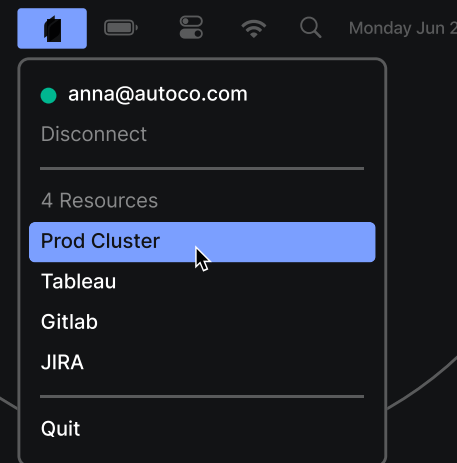 Monday Jun 2
anna@autoco.com
Disconnect
4 Resources
Prod Cluster
Tableau
Gitlab
JIRA
Quit